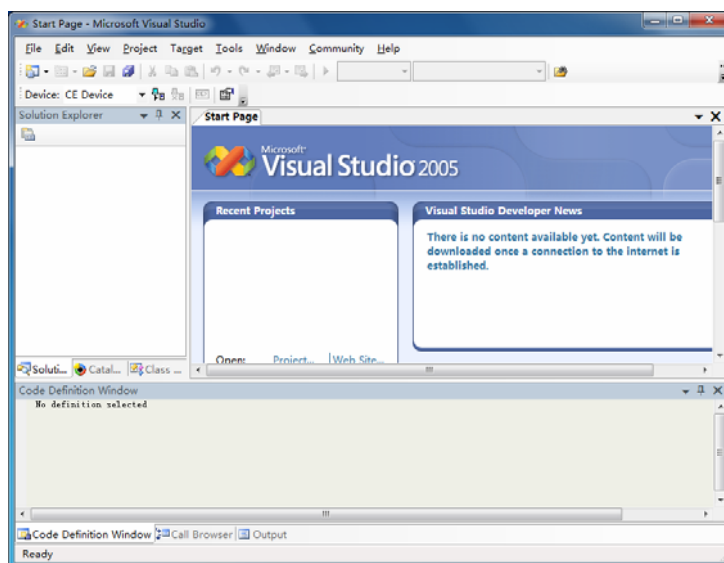 Start Page - Microsoft Visual Studio
File Edit View Project Target Tools Window Community Help
Device: CE Device
Solution Explorer
Start Page
Microsoft
Visual Studio 2005
Recent Projects
Visual Studio Developer News
There is no content available yet. Content will be
downloaded once a connection to the internet is
established.
Open: Project... Web Site...
Soluti... Catal... Class ...
Code Definition Window
No definition selected
Code Definition Window Call Browser Output
Ready